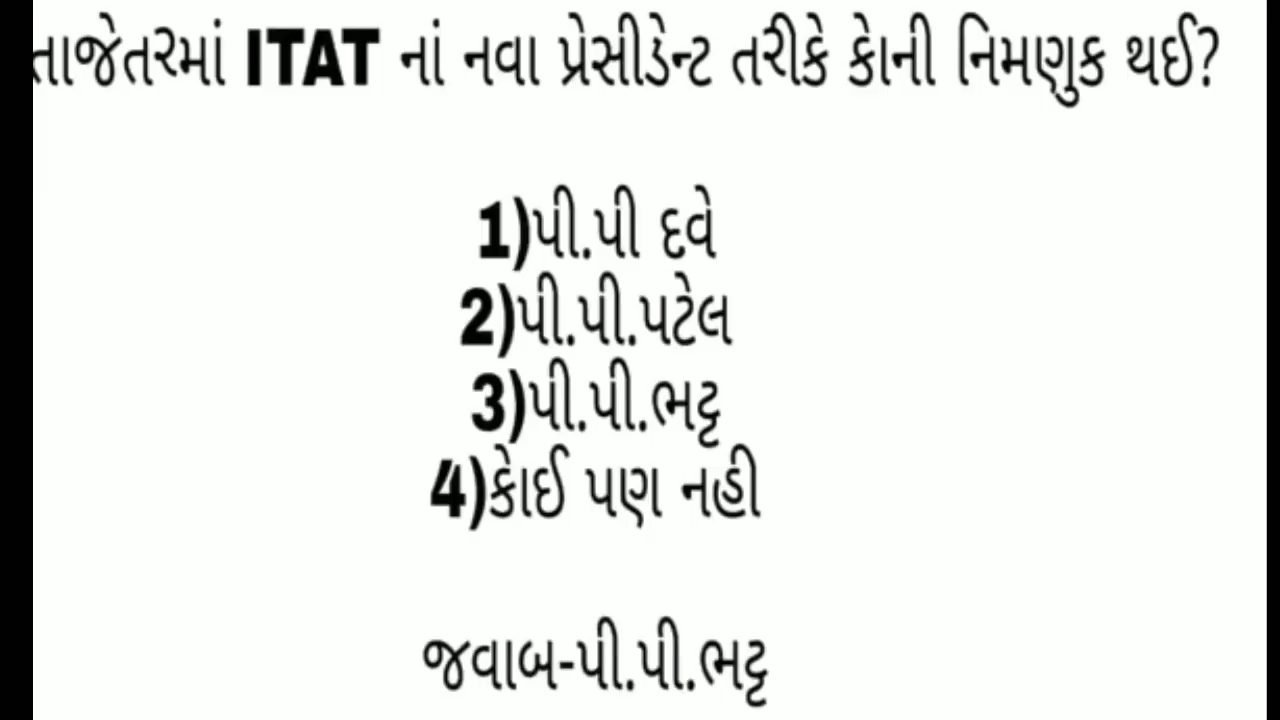 તાજેતરમાં ITAT નાં નવા પ્રેસીડેન્ટ તરીકે કોની નિમણુક થઈ?
1)પી.પી દવે
2)પી.પી.પટેલ
3)પી.પી.ભટ્ટ
4)કોઈ પણ નહી
જવાબ-પી.પી.ભટ્ટ